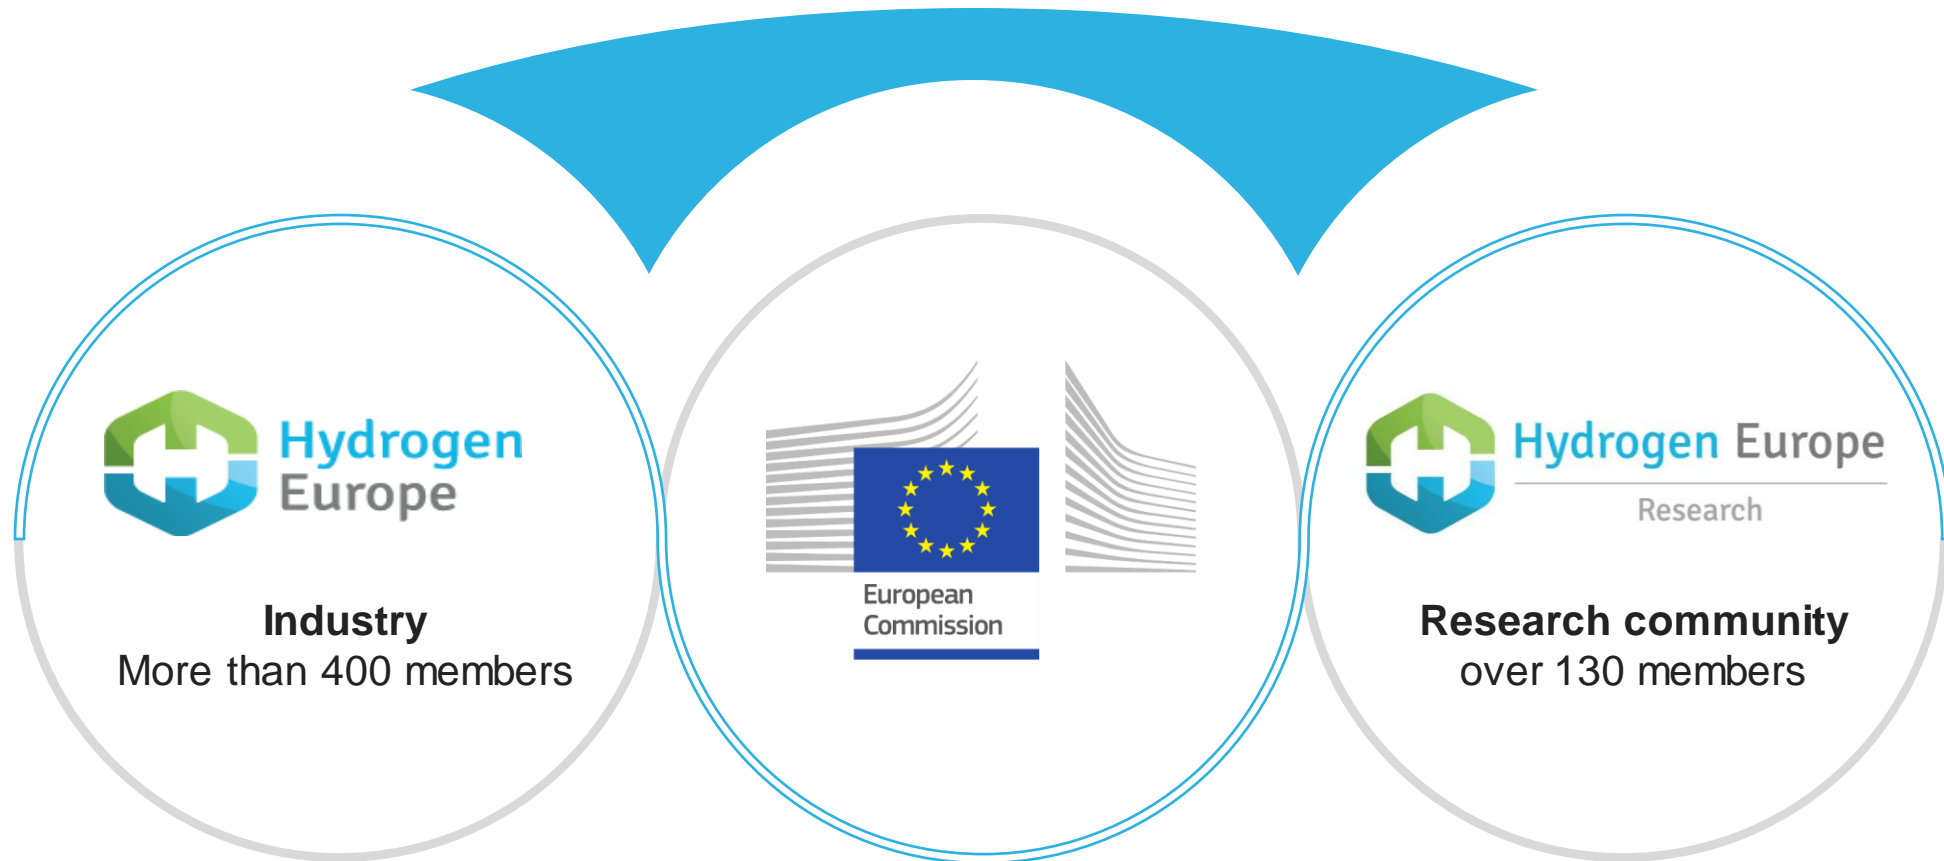 Hydrogen
Europe
Industry
More than 400 members
European
Commission
Hydrogen Europe
Research
Research community
over 130 members